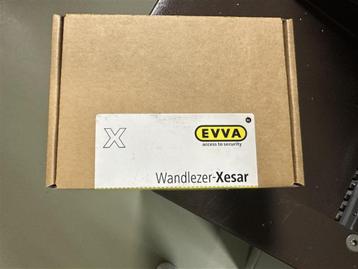 X
EVVA
access to security
Wandlezer-Xesar